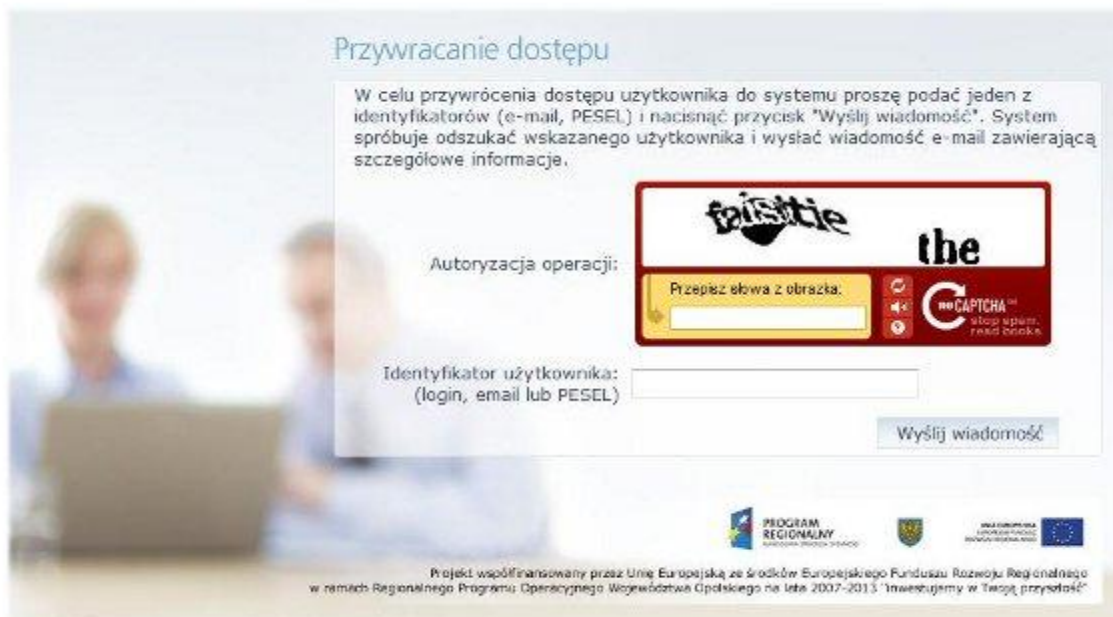 Przywracanie dostępu
W celu przywrócenia dostępu użytkownika do systemu proszę podać jeden z
identyfikatorów (e-mail, PESEL) i nacisnąć przycisk "Wyślij wiadomość". System
spróbuje odszukać wskazanego użytkownika i wysłać wiadomość e-mail zawierającą
szczegółowe informacje.
the
Autoryzacja operacji:
Przepisz słowa z obrazka:
reCAPTCHA™
stop spam.
read books.
Identyfikator użytkownika:
(login, email lub PESEL)
Wyślij wiadomość
PROGRAM
REGIONALNY
UNIA EUROPEJSKA
Projekt współfinansowany przez Unię Europejską ze środków Europejskiego Funduszu Rozwoju Regionalnego
w ramach Regionalnego Programu Operacyjnego Województwa Opolskiego na lata 2007-2013 "Inwestujemy w Twoją przyszłość"